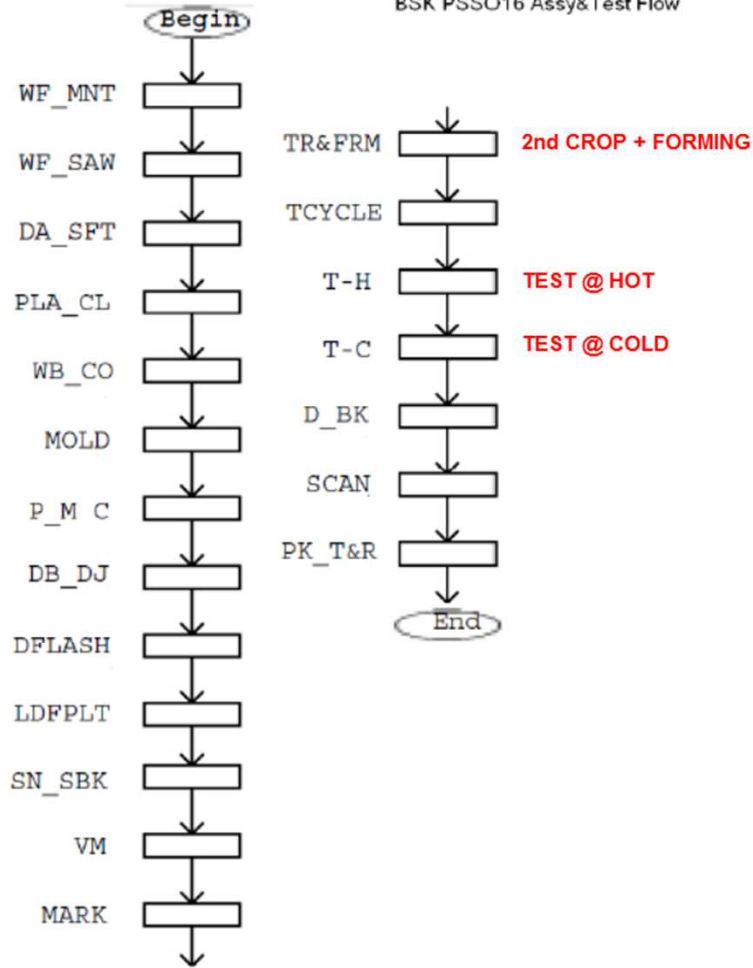 BSK PSSO16 Assy&Test Flow
Begin
WF_MNT
WF_SAW
DA_SFT
PLA_CL
WB_CO
MOLD
P_M C
DB_DJ
DFLASH
LDFPLT
SN_SBK
VM
MARK
TR&FRM 2nd CROP + FORMING
TCYCLE
T-H TEST @ HOT
T-C TEST @ COLD
D_BK
SCAN
PK_T&R
End